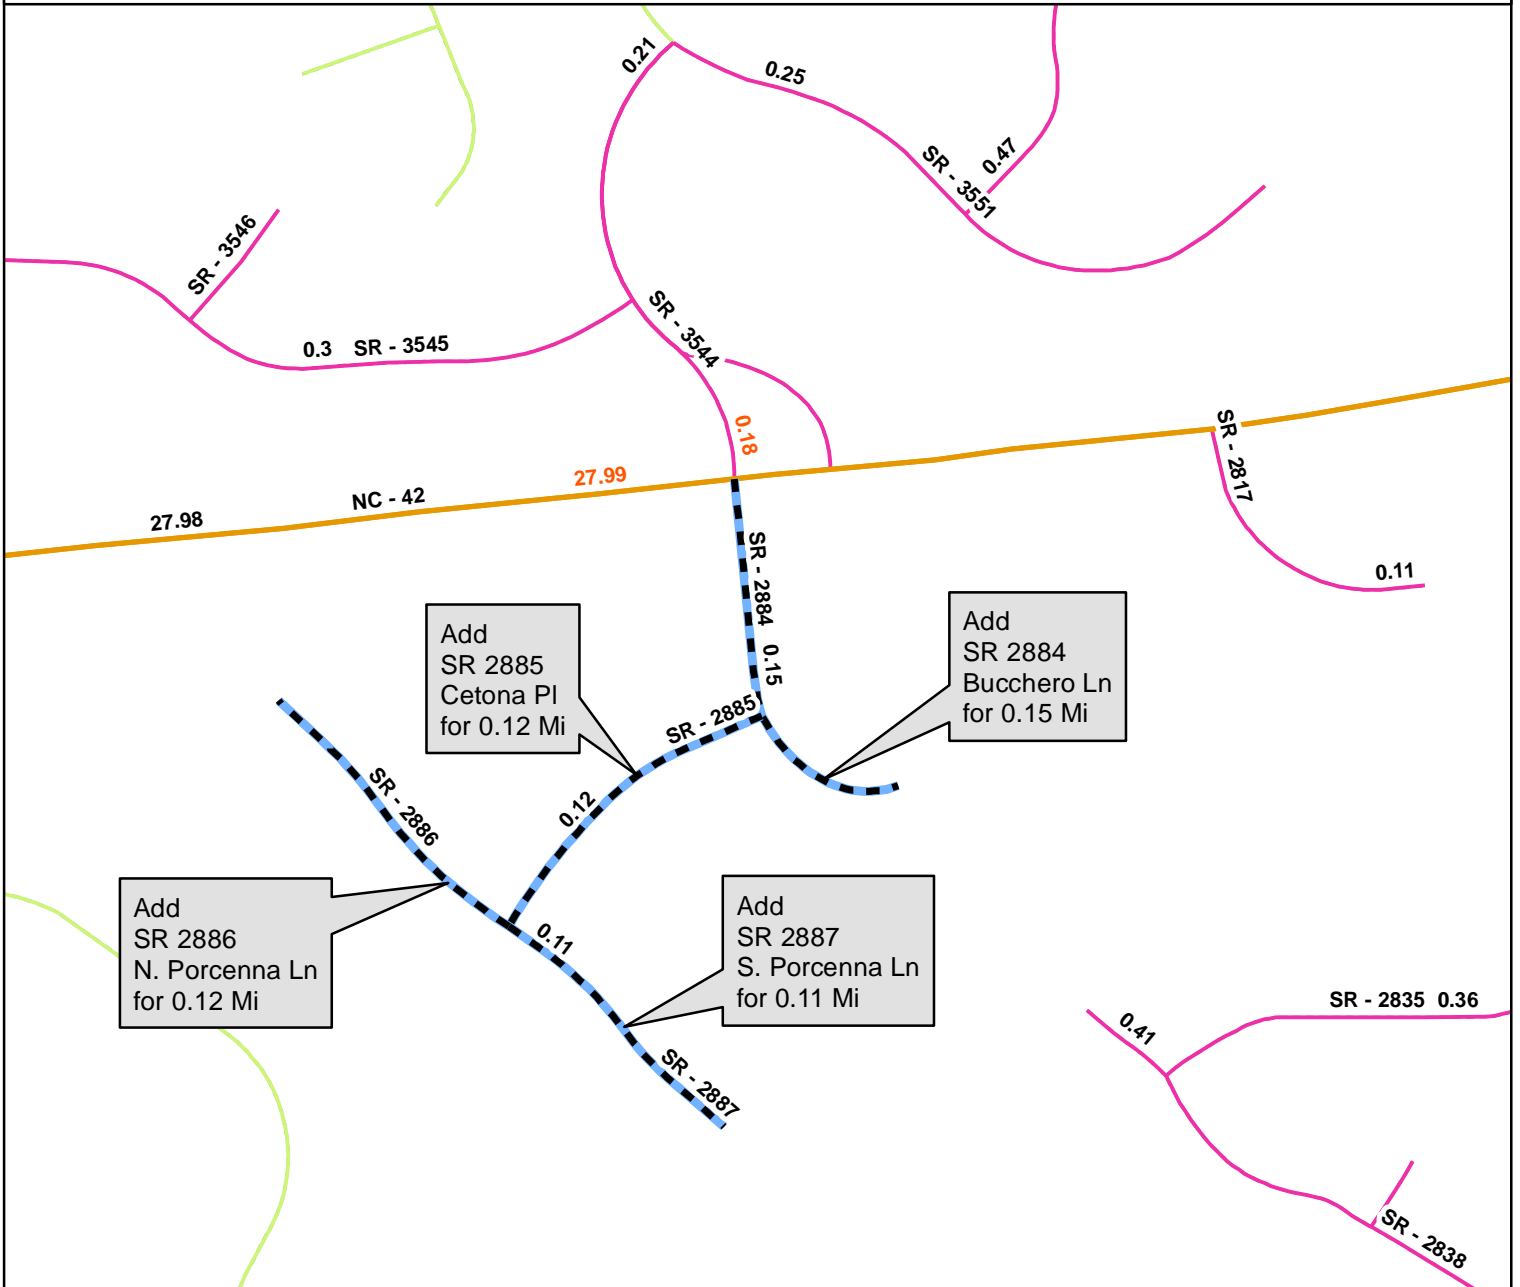 0.21
0.25
0.47
SR - 3551
SR - 3546
SR - 3544
0.3 SR - 3545
0.18
SR - 2817
27.99
NC - 42
27.98
0.11
SR - 2884 0.15
Add
SR 2885
Cetona Pl
for 0.12 Mi
Add
SR 2884
Bucchero Ln
for 0.15 Mi
SR - 2885
SR - 2886
0.12
Add
SR 2886
N. Porcenna Ln
for 0.12 Mi
0.11
Add
SR 2887
S. Porcenna Ln
for 0.11 Mi
SR - 2887
SR - 2835 0.36
0.41
SR - 2838